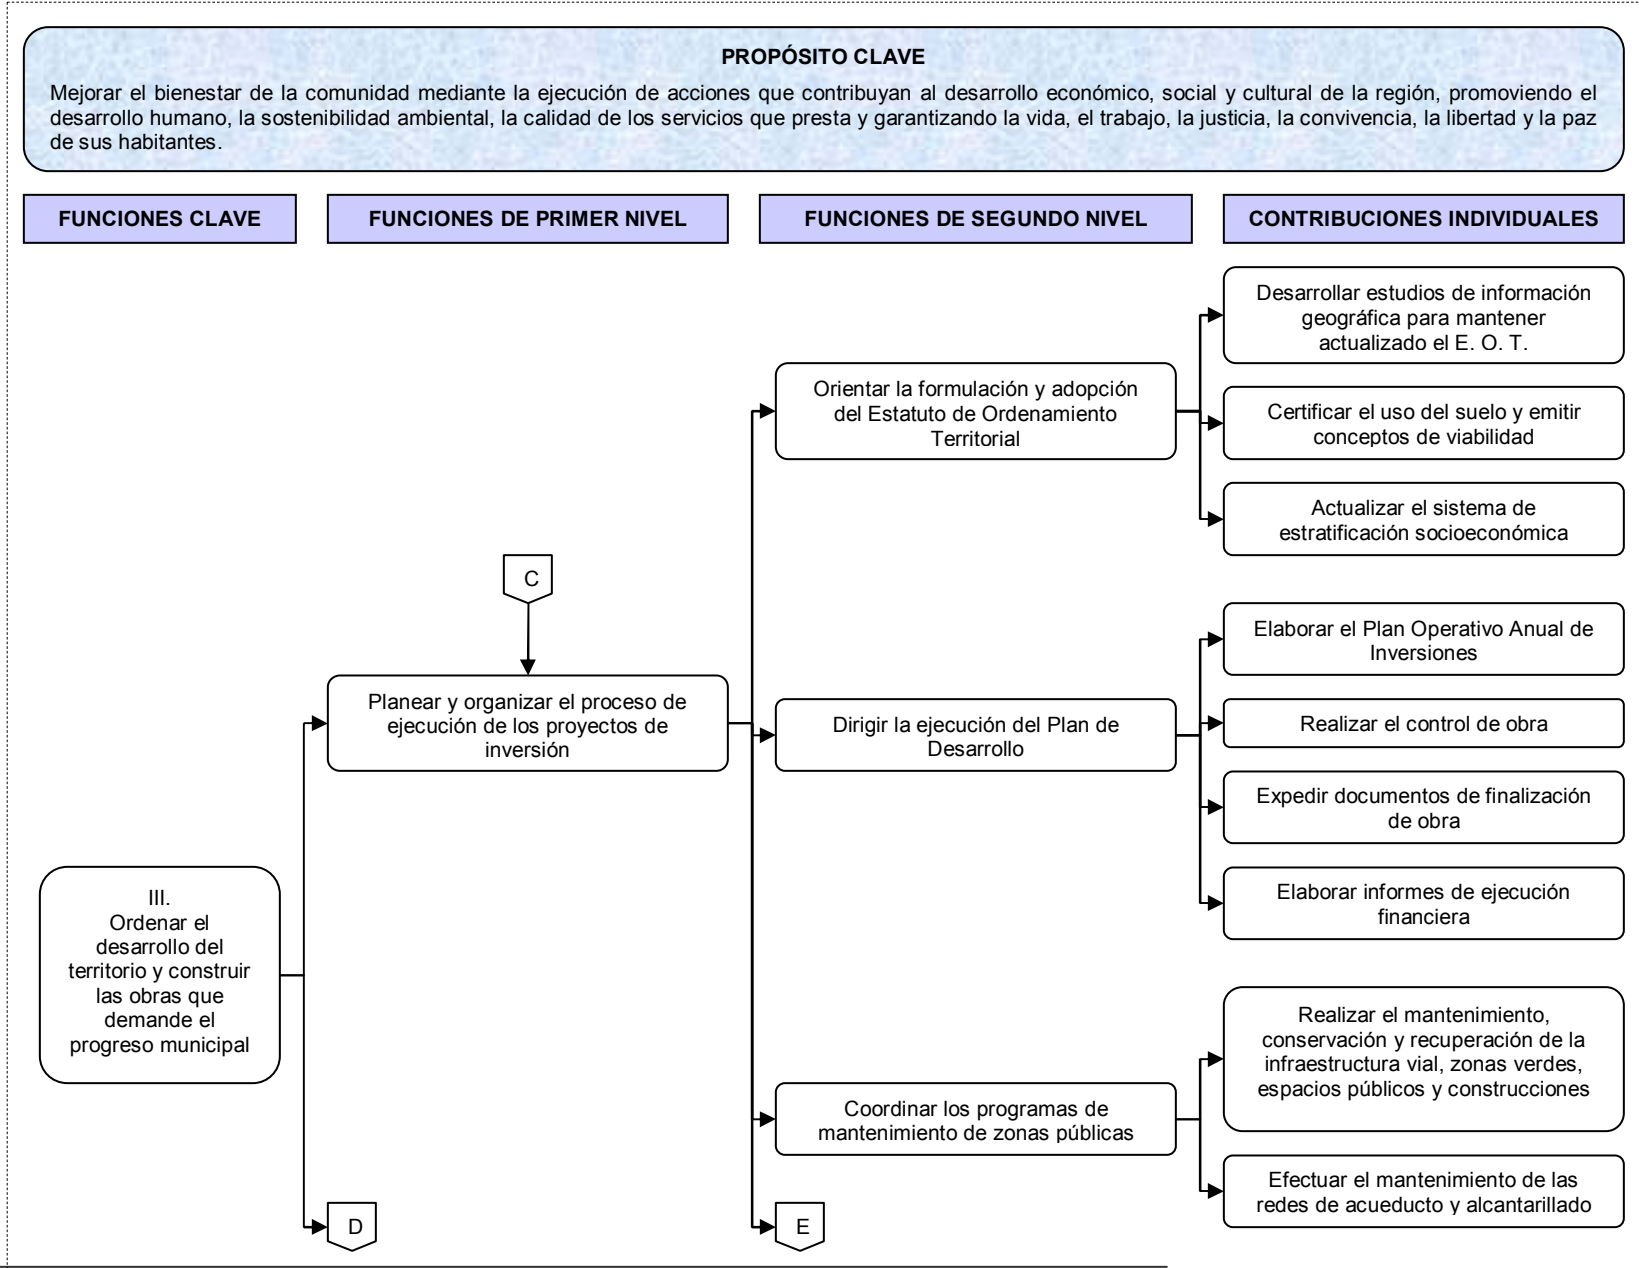 PROPÓSITO CLAVE
Mejorar el bienestar de la comunidad mediante la ejecución de acciones que contribuyan al desarrollo económico, social y cultural de la región, promoviendo el
desarrollo humano, la sostenibilidad ambiental, la calidad de los servicios que presta y garantizando la vida, el trabajo, la justicia, la convivencia, la libertad y la paz
de sus habitantes.
FUNCIONES CLAVE
FUNCIONES DE PRIMER NIVEL
FUNCIONES DE SEGUNDO NIVEL
CONTRIBUCIONES INDIVIDUALES
III.
Ordenar el
desarrollo del
territorio y construir
las obras que
demande el
progreso municipal
C
Planear y organizar el proceso de
ejecución de los proyectos de
inversión
D
Orientar la formulación y adopción
del Estatuto de Ordenamiento
Territorial
Desarrollar estudios de información
geográfica para mantener
actualizado el E. O. T.
Certificar el uso del suelo y emitir
conceptos de viabilidad
Actualizar el sistema de
estratificación socioeconómica
Dirigir la ejecución del Plan de
Desarrollo
Elaborar el Plan Operativo Anual de
Inversiones
Realizar el control de obra
Expedir documentos de finalización
de obra
Elaborar informes de ejecución
financiera
Coordinar los programas de
mantenimiento de zonas públicas
Realizar el mantenimiento,
conservación y recuperación de la
infraestructura vial, zonas verdes,
espacios públicos y construcciones
Efectuar el mantenimiento de las
redes de acueducto y alcantarillado
E